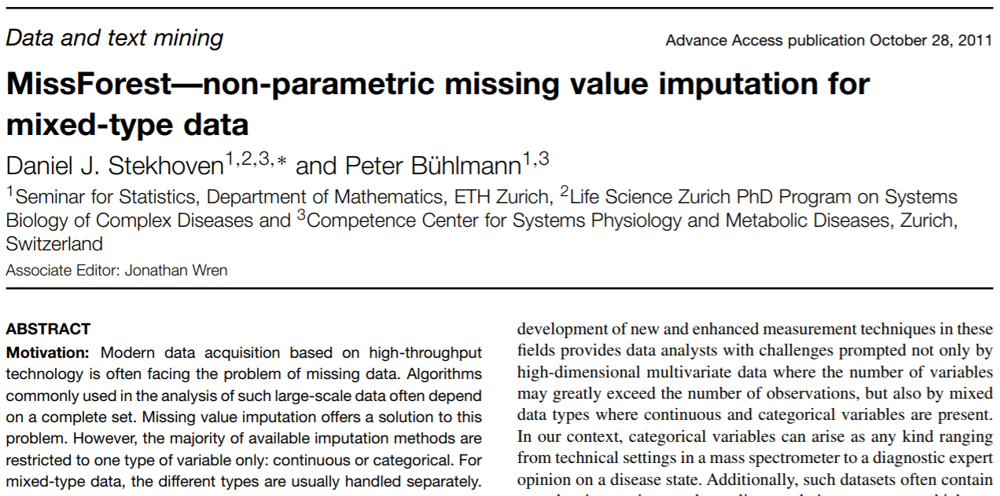 Data and text mining
Advance Access publication October 28, 2011
MissForest—non-parametric missing value imputation for
mixed-type data
Daniel J. Stekhoven1,2,3,* and Peter Bühlmann1,3
1Seminar for Statistics, Department of Mathematics, ETH Zurich, 2Life Science Zurich PhD Program on Systems
Biology of Complex Diseases and 3Competence Center for Systems Physiology and Metabolic Diseases, Zurich,
Switzerland
Associate Editor: Jonathan Wren
ABSTRACT
Motivation: Modern data acquisition based on high-throughput
technology is often facing the problem of missing data. Algorithms
commonly used in the analysis of such large-scale data often depend
on a complete set. Missing value imputation offers a solution to this
problem. However, the majority of available imputation methods are
restricted to one type of variable only: continuous or categorical. For
mixed-type data, the different types are usually handled separately.
development of new and enhanced measurement techniques in these
fields provides data analysts with challenges prompted not only by
high-dimensional multivariate data where the number of variables
may greatly exceed the number of observations, but also by mixed
data types where continuous and categorical variables are present.
In our context, categorical variables can arise as any kind ranging
from technical settings in a mass spectrometer to a diagnostic expert
opinion on a disease state. Additionally, such datasets often contain